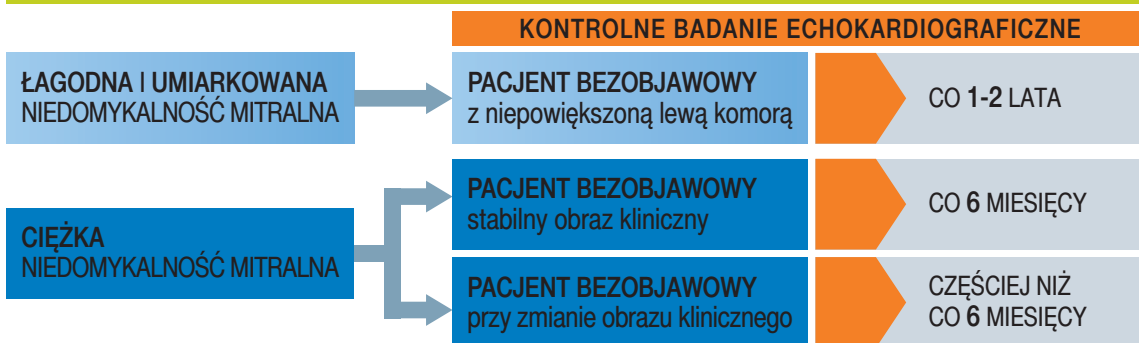 KONTROLNE BADANIE ECHOKARDIOGRAFICZNE
ŁAGODNA I UMIARKOWANA
NIEDOMYKALNOŚĆ MITRALNA
PACJENT BEZOBJAWOWY
z niepowiększoną lewą komorą
CO 1-2 LATA
CIĘŻKA
NIEDOMYKALNOŚĆ MITRALNA
PACJENT BEZOBJAWOWY
stabilny obraz kliniczny
CO 6 MIESIĘCY
PACJENT BEZOBJAWOWY
przy zmianie obrazu klinicznego
CZĘŚCIEJ NIŻ
CO 6 MIESIĘCY